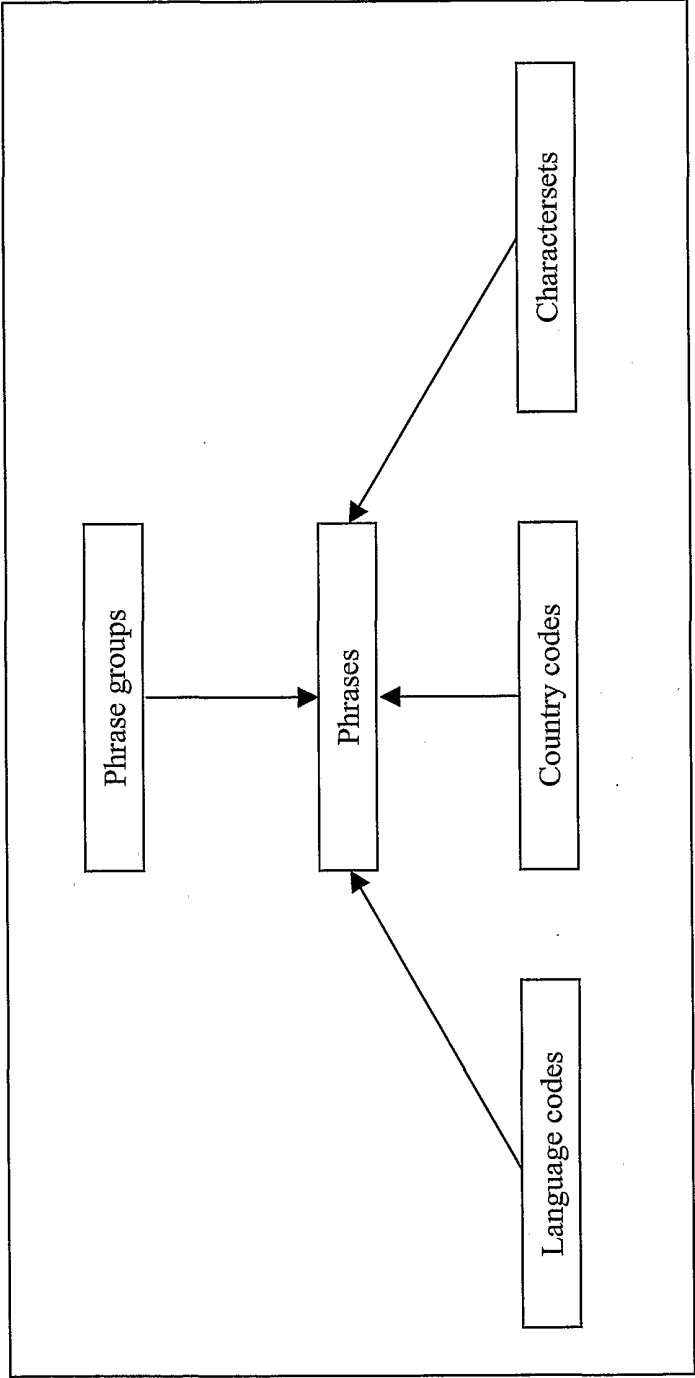 Phrase groups
Phrases
Language codes
Country codes
Charactersets